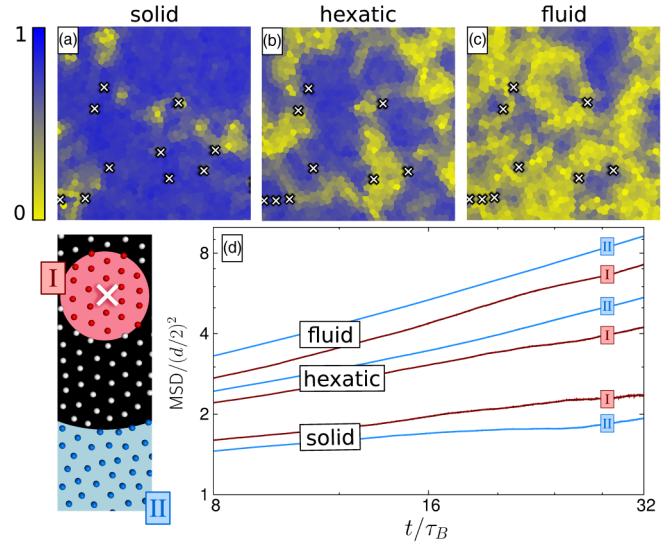 solid hexatic fluid
1
0
(a)
(b)
(c)
I
II
(d)
MSD/(d/2)²
8
4
2
1
fluid
hexatic
solid
II
I
II
I
I
II
8 16 32
t/τ_B